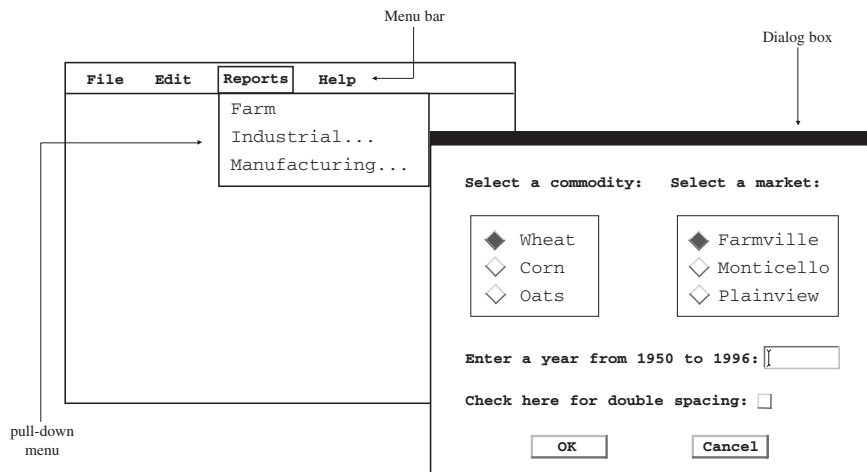 Menu bar
Dialog box
File Edit Reports Help
Farm
Industrial...
Manufacturing...
Select a commodity: Select a market:
Wheat Farmville
Corn Monticello
Oats Plainview
Enter a year from 1950 to 1996:
Check here for double spacing:
pull-down
menu
OK Cancel